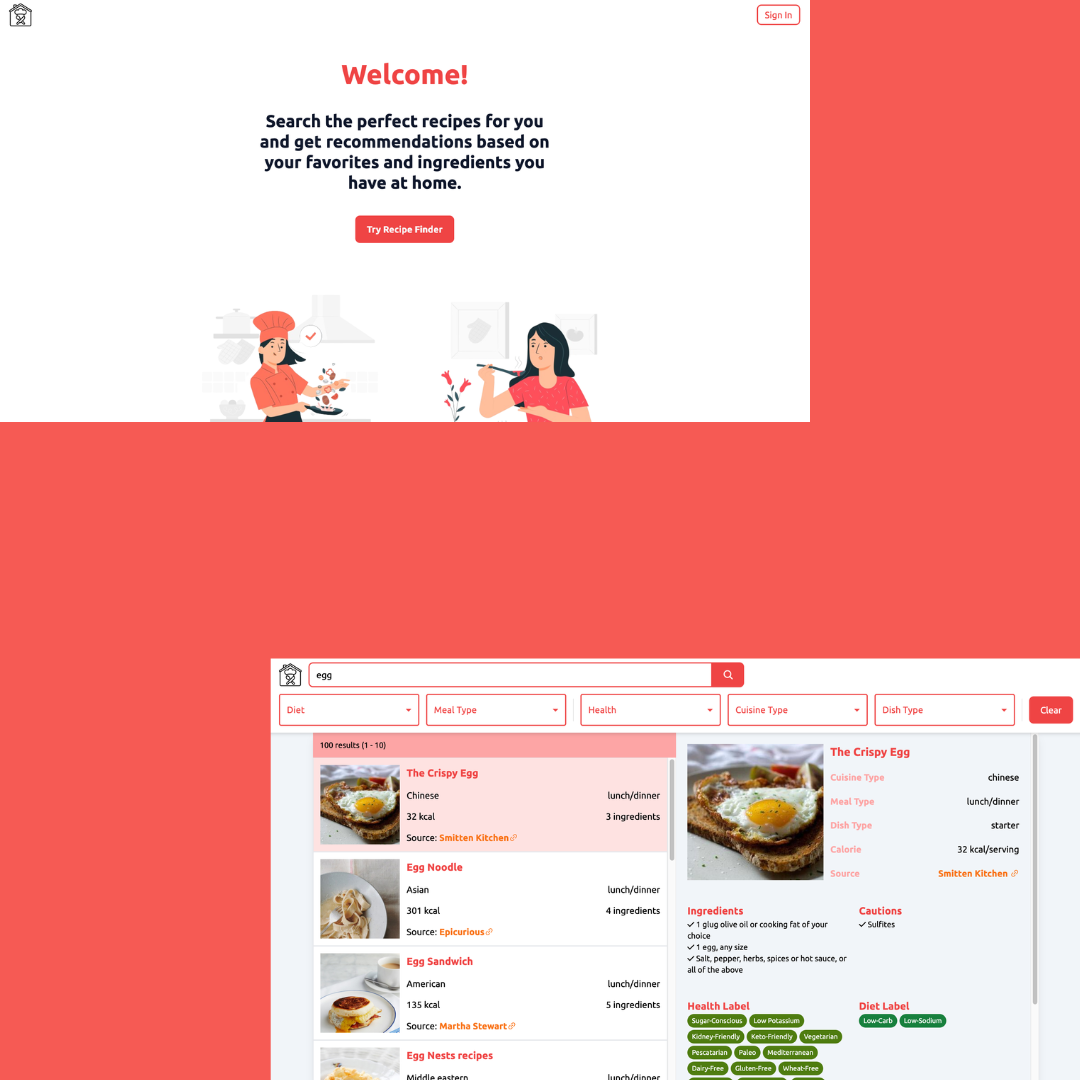 Sign In
Welcome!
Search the perfect recipes for you
and get recommendations based on
your favorites and ingredients you
have at home.
Try Recipe Finder
egg
Diet
Meal Type
Health
Cuisine Type
Dish Type
Clear
100 results (1 - 10)
The Crispy Egg
Chinese lunch/dinner
32 kcal 3 ingredients
Source: Smitten Kitchen
Egg Noodle
Asian lunch/dinner
301 kcal 4 ingredients
Source: Epicurious
Egg Sandwich
American lunch/dinner
135 kcal 5 ingredients
Source: Martha Stewart
Egg Nests recipes
Middle eastern lunch/dinner
The Crispy Egg
Cuisine Type chinese
Meal Type lunch/dinner
Dish Type starter
Calorie 32 kcal/serving
Source Smitten Kitchen
Ingredients
✓ 1 glug olive oil or cooking fat of your
choice
✓ 1 egg, any size
✓ Salt, pepper, herbs, spices or hot sauce, or
all of the above
Cautions
✓ Sulfites
Health Label
Sugar-Conscious Low Potassium
Kidney-Friendly Keto-Friendly Vegetarian
Pescatarian Paleo Mediterranean
Dairy-Free Gluten-Free Wheat-Free
Diet Label
Low-Carb Low-Sodium